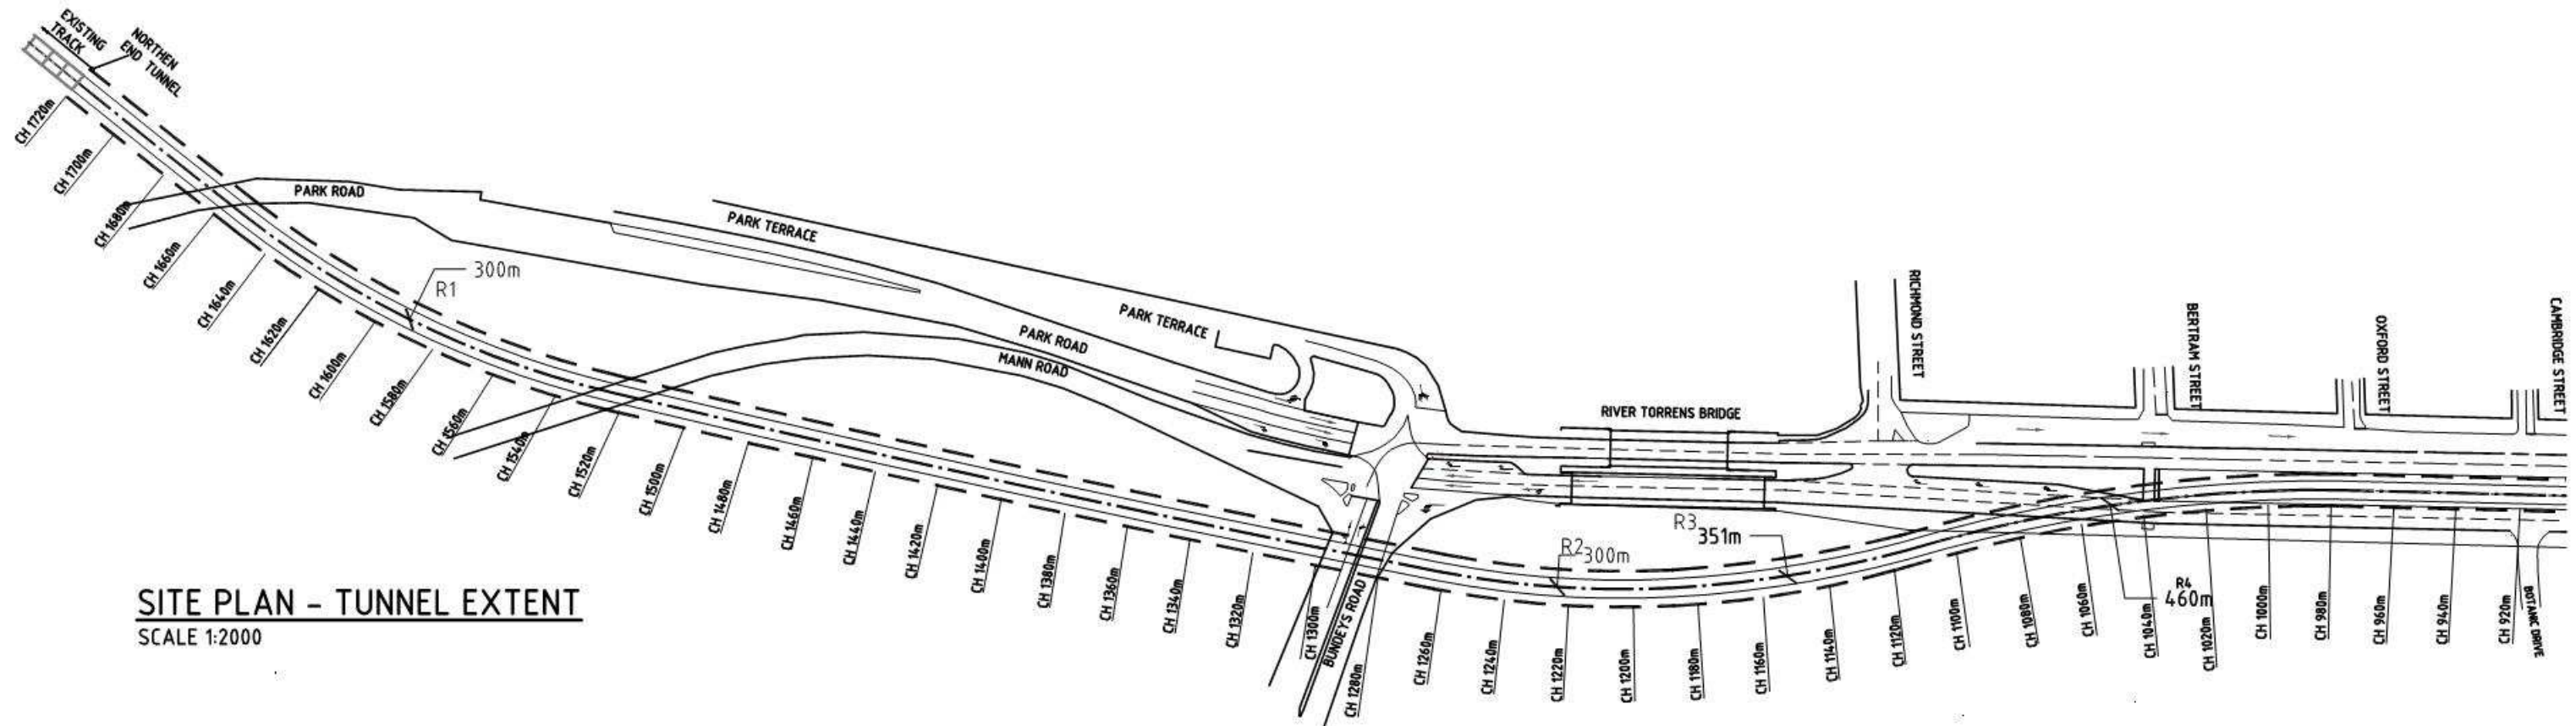 EXISTING
TRACK
NORTHEN
END TUNNEL
CH 1720m
CH 1700m
CH 1680m
CH 1660m
CH 1640m
CH 1620m
CH 1600m
CH 1580m
CH 1560m
CH 1540m
CH 1520m
CH 1500m
CH 1480m
CH 1460m
CH 1440m
CH 1420m
CH 1400m
CH 1380m
CH 1360m
CH 1340m
CH 1320m
CH 1300m
BUNDEYS ROAD
CH 1280m
CH 1260m
CH 1240m
CH 1220m
CH 1200m
CH 1180m
CH 1160m
CH 1140m
CH 1120m
CH 1100m
CH 1080m
CH 1060m
CH 1040m
CH 1020m
CH 1000m
CH 980m
CH 960m
CH 940m
CH 920m
BOTANIC DRIVE
PARK ROAD
300m
R1
PARK TERRACE
PARK TERRACE
PARK ROAD
MANN ROAD
RIVER TORRENS BRIDGE
RICHMOND STREET
BERTRAM STREET
OXFORD STREET
CAMBRIDGE STREET
R2 300m
R3 351m
R4
460m
SITE PLAN - TUNNEL EXTENT
SCALE 1:2000